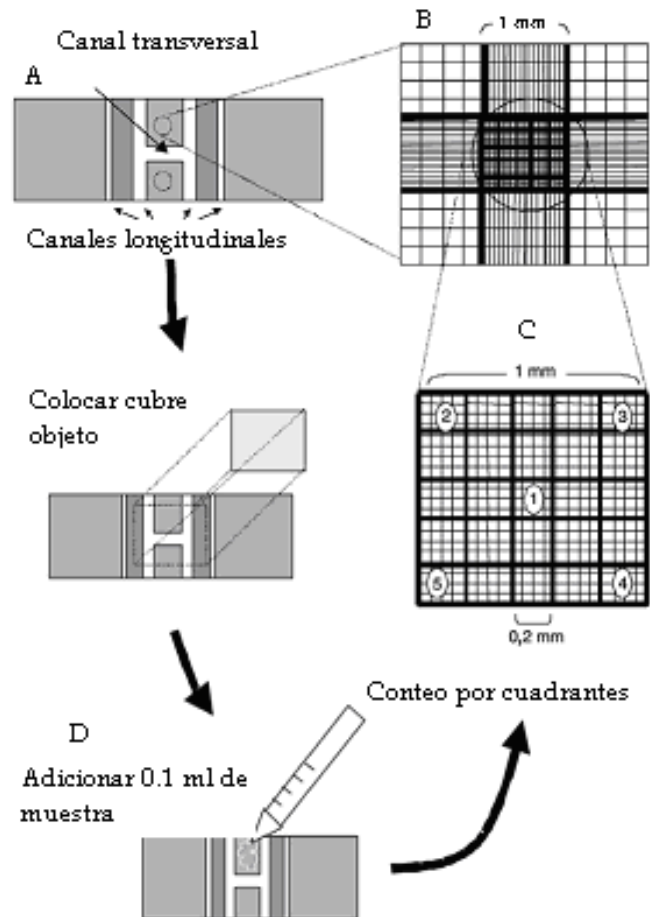 Canal transversal
A
Canales longitudinales
B
1 mm
C
1 mm
2
3
1
5
4
0,2 mm
Colocar cubre
objeto
D
Adicionar 0.1 ml de
muestra
Conteo por cuadrantes